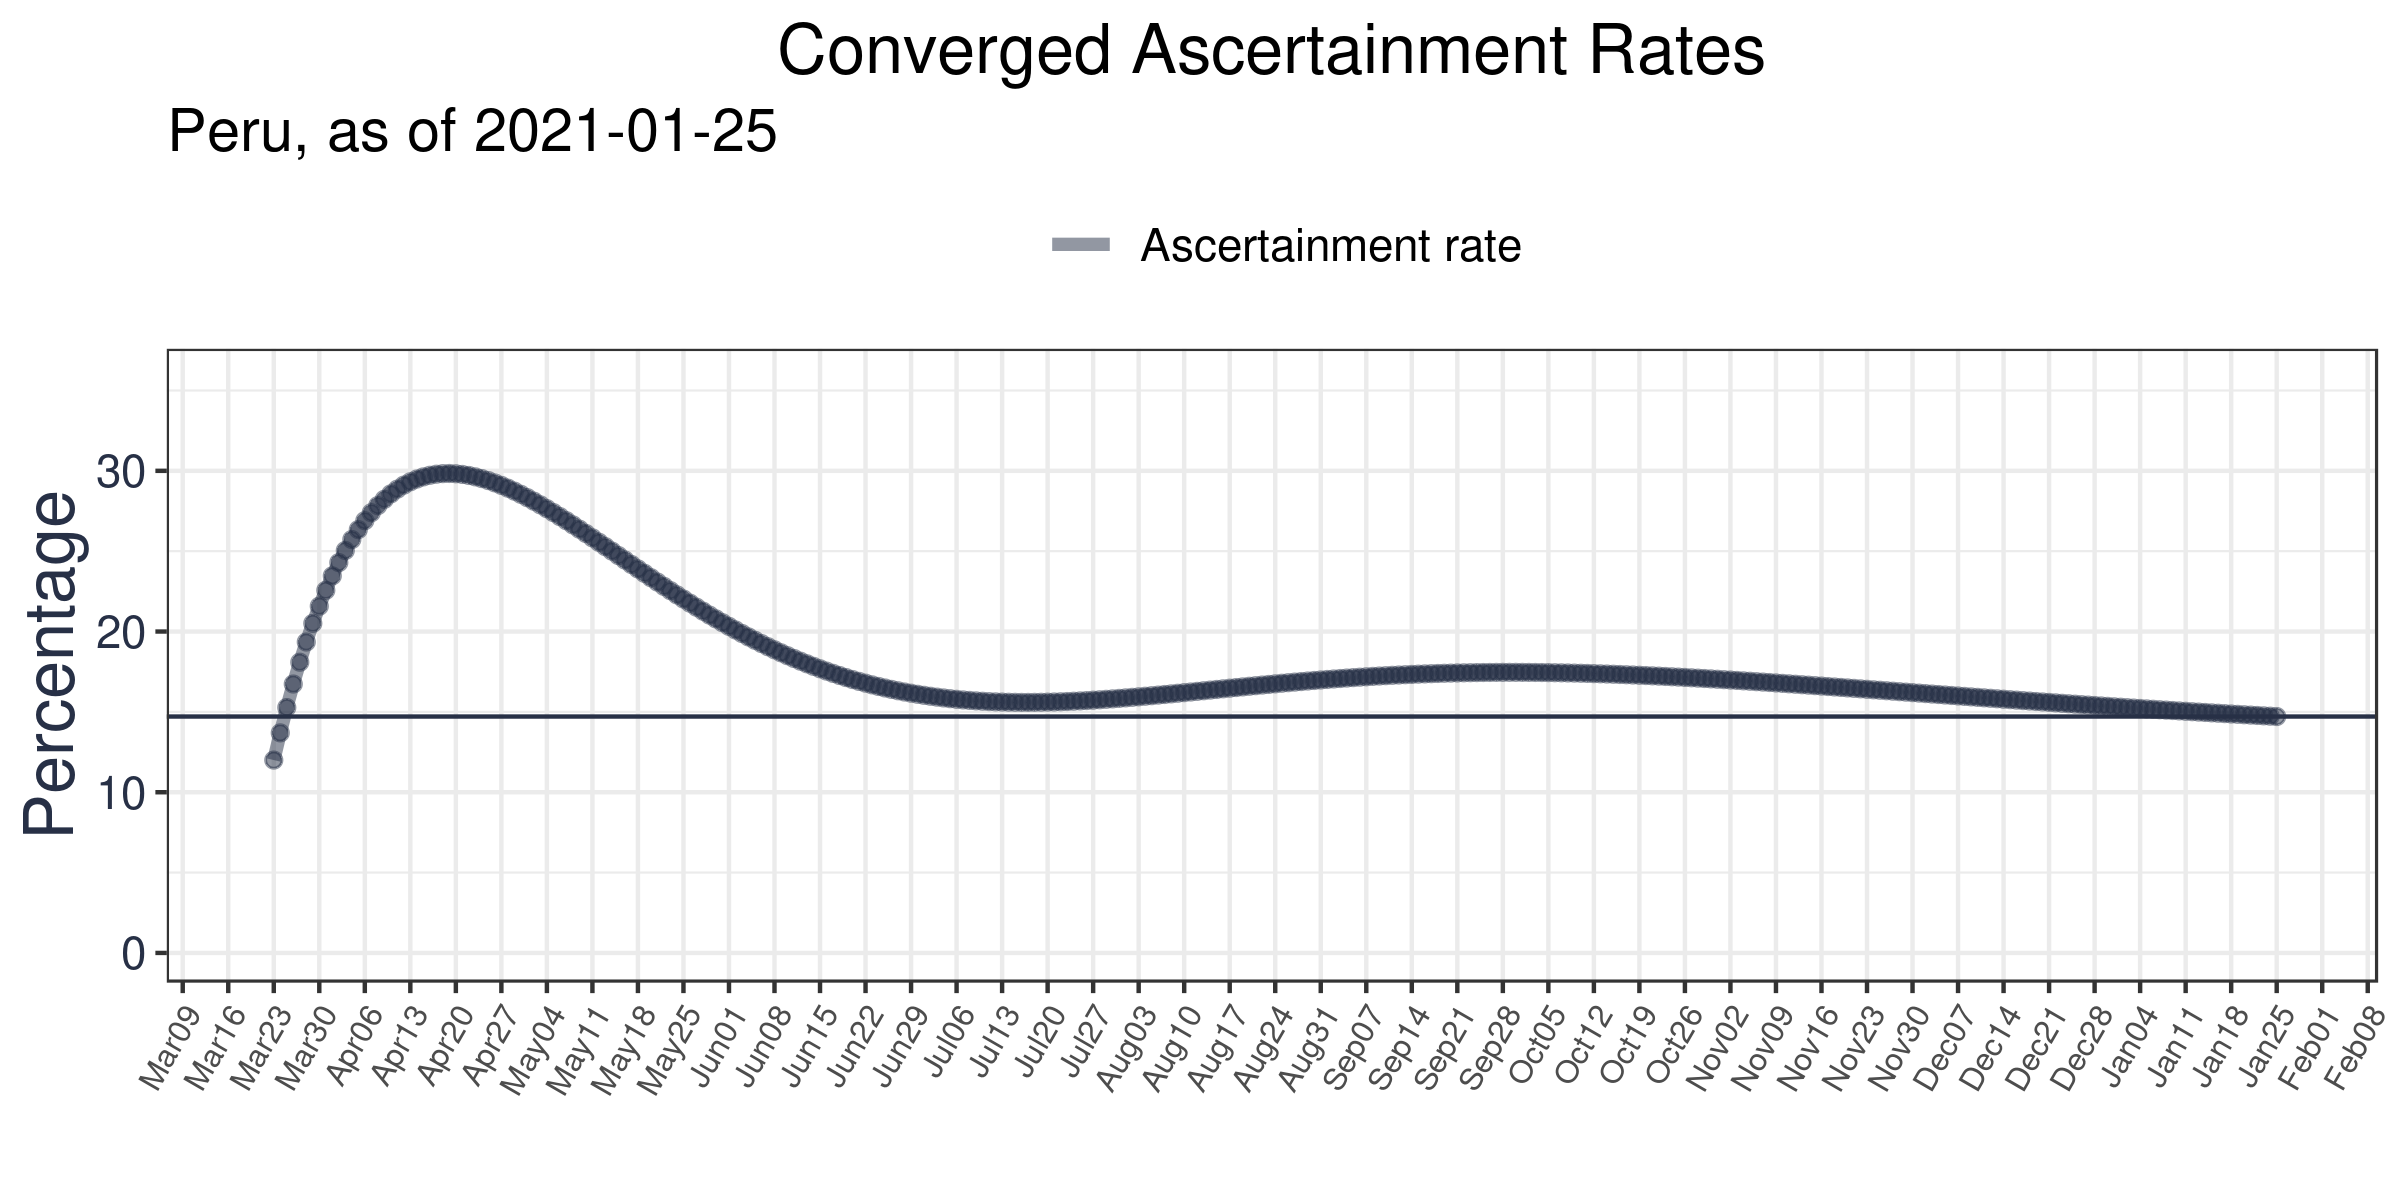 Converged Ascertainment Rates
Peru, as of 2021-01-25
Ascertainment rate
Percentage
30
20
10
0
Mar09 Mar16 Mar23 Mar30 Apr06 Apr13 Apr20 Apr27 May04 May11 May18 May25 Jun01 Jun08 Jun15 Jun22 Jun29 Jul06 Jul13 Jul20 Jul27 Aug03 Aug10 Aug17 Aug24 Aug31 Sep07 Sep14 Sep21 Sep28 Oct05 Oct12 Oct19 Oct26 Nov02 Nov09 Nov16 Nov23 Nov30 Dec07 Dec14 Dec21 Dec28 Jan04 Jan11 Jan18 Jan25 Feb01 Feb08